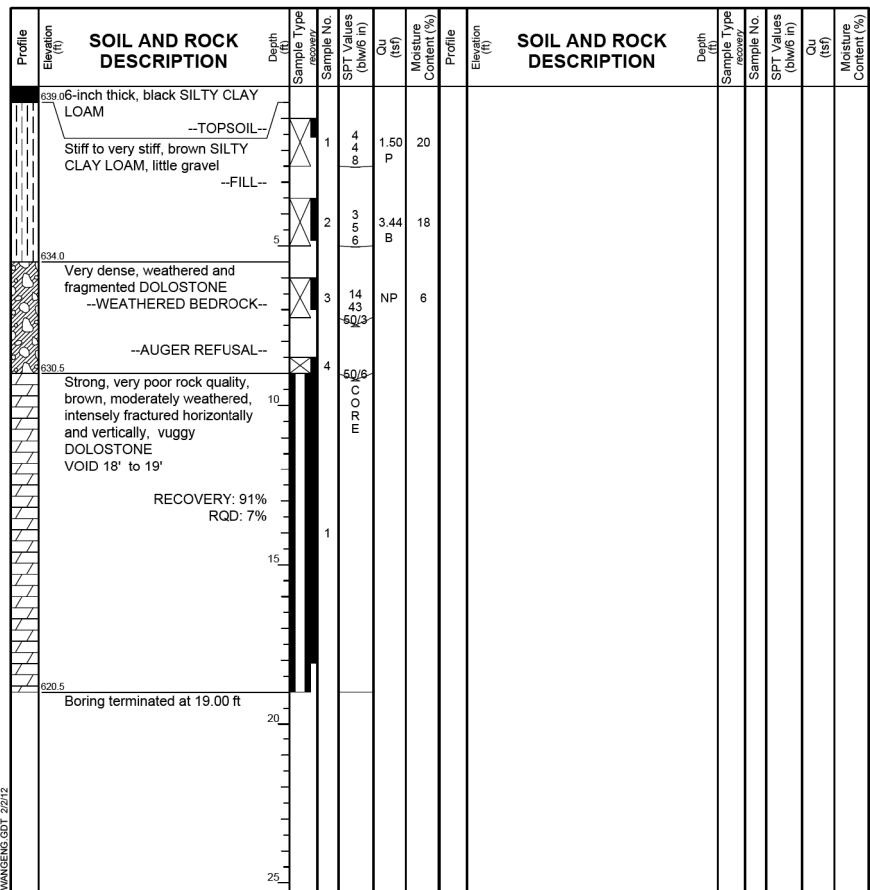 Profile
Elevation
(ft)
SOIL AND ROCK
DESCRIPTION
Depth
(ft)
Sample Type
recovery
Sample No.
SPT Values
(blw/6 in)
Qu
(tsf)
Moisture
Content (%)
Profile
Elevation
(ft)
SOIL AND ROCK
DESCRIPTION
Depth
(ft)
Sample Type
recovery
Sample No.
SPT Values
(blw/6 in)
Qu
(tsf)
Moisture
Content (%)
639.0 6-inch thick, black SILTY CLAY
LOAM
--TOPSOIL--
1 4 4 8 1.50 P 20
Stiff to very stiff, brown SILTY
CLAY LOAM, little gravel
--FILL--
2 3 5 6 3.44 B 18
5
634.0
Very dense, weathered and
fragmented DOLOSTONE
--WEATHERED BEDROCK--
3 14 43 50/3 NP 6
--AUGER REFUSAL--
4 50/6
630.5
Strong, very poor rock quality,
brown, moderately weathered,
intensely fractured horizontally
and vertically, vuggy
DOLOSTONE
VOID 18' to 19'
10
CORE
RECOVERY: 91%
RQD: 7%
1
15
620.5
Boring terminated at 19.00 ft
20
25
WANGENG.GDT 2/2/12